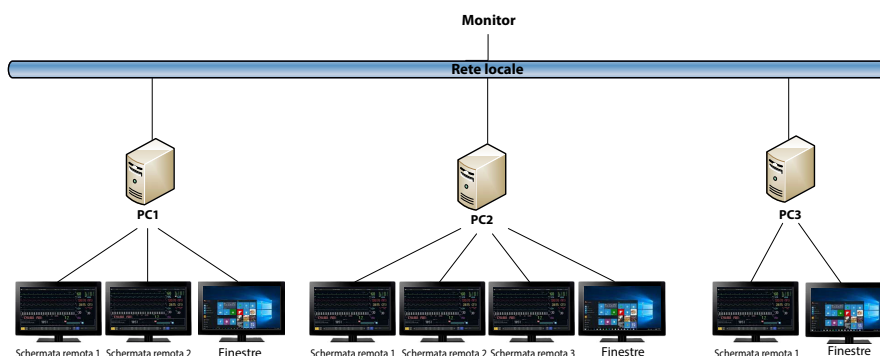 Monitor
Rete locale
PC1
PC2
PC3
Schermata remota 1
Schermata remota 2
Finestre
Schermata remota 1
Schermata remota 2
Schermata remota 3
Finestre
Schermata remota 1
Finestre